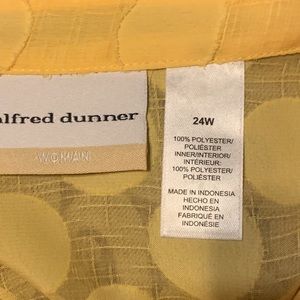 alfred dunner
WOMAN
24W
100% POLYESTER/
POLIÉSTER
INNER/INTERIOR/
INTÉRIEUR: 100%
POLYESTER/
POLIÉSTER
MADE IN INDONESIA
HECHO EN
INDONESIA
FABRIQUÉ EN
INDONÉSIE